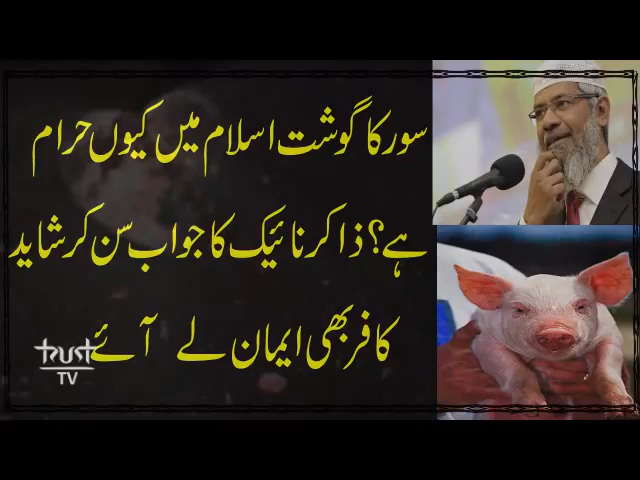 سور کا گوشت اسلام میں کیوں حرام
ہے؟ ذاکر نائیک کا جواب سن کر شاید
کافر بھی ایمان لے آئے
trust
TV